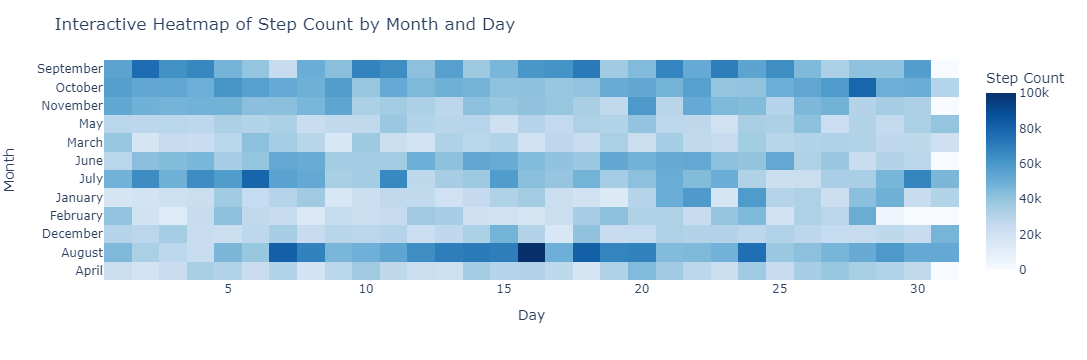 Interactive Heatmap of Step Count by Month and Day
Month
September
October
November
May
March
June
July
January
February
December
August
April
5
10
15
20
25
30
Day
Step Count
100k
80k
60k
40k
20k
0